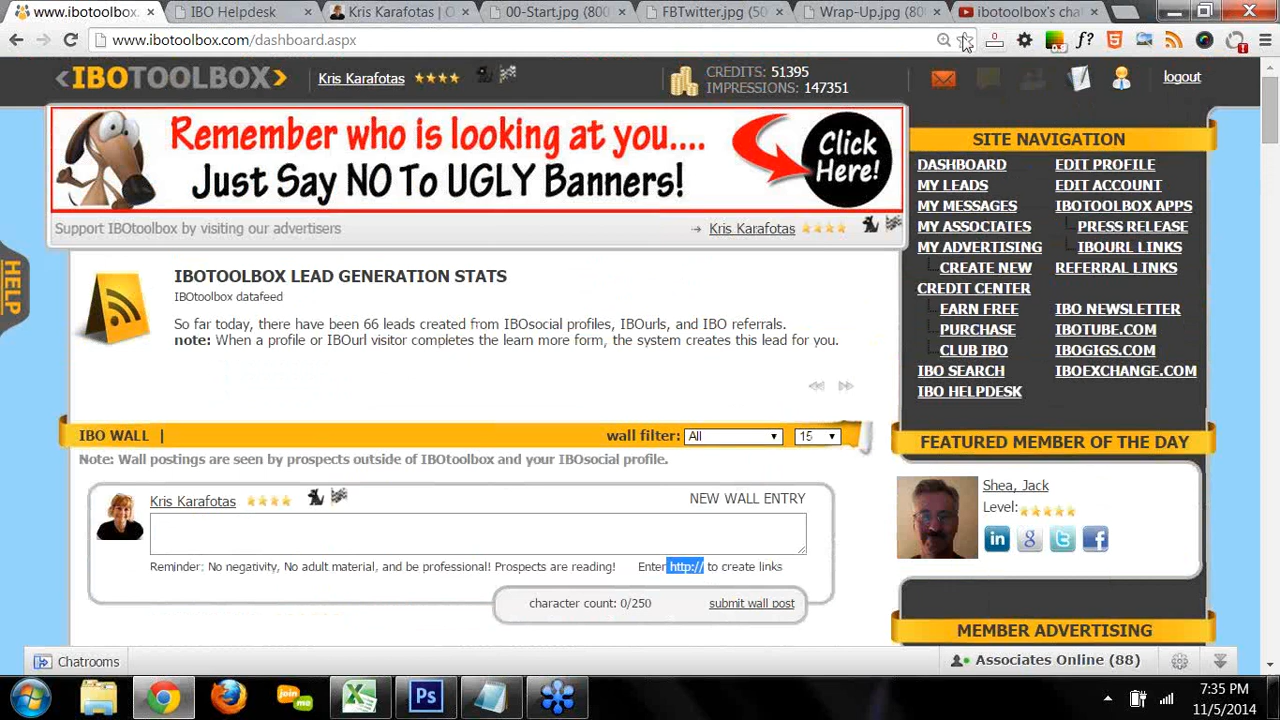 www.ibotoolbox.com/das
IBO Helpdesk
Kris Karafotas | O
00-Start.jpg (800
FBTwitter.jpg (50
Wrap-Up.jpg (80
ibotoolbox's cha
www.ibotoolbox.com/dashboard.aspx
<IBOTOOLBOX>
Kris Karafotas
CREDITS: 51395
IMPRESSIONS: 147351
logout
Remember who is looking at you....
Just Say NO To UGLY Banners!
Click
Here!
Support IBOtoolbox by visiting our advertisers
Kris Karafotas
HELP
IBOTOOLBOX LEAD GENERATION STATS
IBOtoolbox datafeed
So far today, there have been 66 leads created from IBOsocial profiles, IBOurls, and IBO referrals.
note: When a profile or IBOurl visitor completes the learn more form, the system creates this lead for you.
IBO WALL |
wall filter: All 15
Note: Wall postings are seen by prospects outside of IBOtoolbox and your IBOsocial profile.
Kris Karafotas
NEW WALL ENTRY
Reminder: No negativity, No adult material, and be professional! Prospects are reading! Enter http:// to create links
character count: 0/250
submit wall post
SITE NAVIGATION
DASHBOARD EDIT PROFILE
MY LEADS EDIT ACCOUNT
MY MESSAGES IBOTOOLBOX APPS
MY ASSOCIATES PRESS RELEASE
MY ADVERTISING IBOURL LINKS
CREATE NEW REFERRAL LINKS
CREDIT CENTER
EARN FREE IBO NEWSLETTER
PURCHASE IBOTUBE.COM
CLUB IBO IBOGIGS.COM
IBO SEARCH IBOEXCHANGE.COM
IBO HELPDESK
FEATURED MEMBER OF THE DAY
Shea, Jack
Level:
in g t f
MEMBER ADVERTISING
Chatrooms
Associates Online (88)
join
me
Ps
7:35 PM
11/5/2014